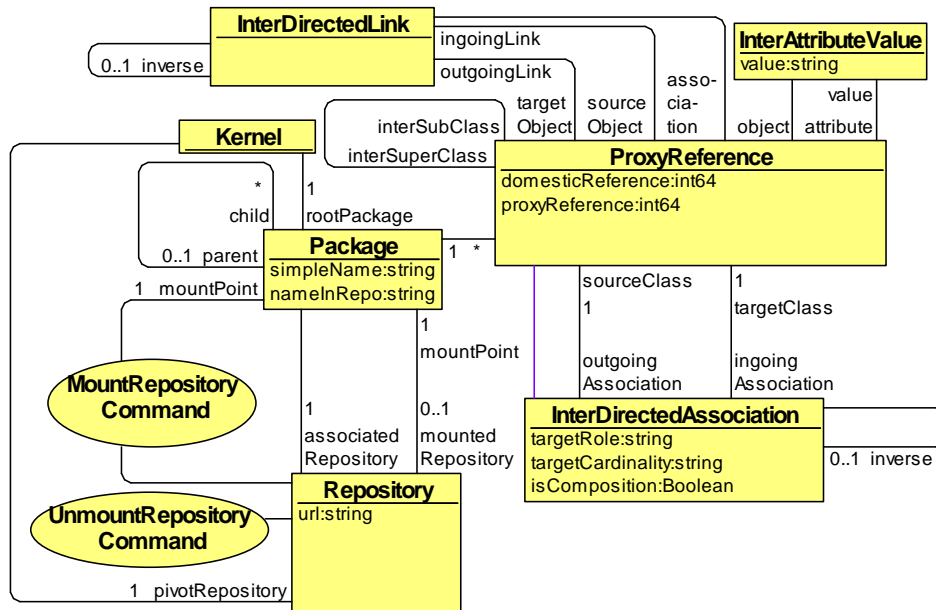 InterDirectedLink
ingoingLink
outgoingLink
0..1 inverse
InterAttributeValue
value:string
interSubClass
interSuperClass
target
Object
source
Object
asso-
cia-
tion
object
value
attribute
Kernel
ProxyReference
domesticReference:int64
proxyReference:int64
*
child
1
rootPackage
0..1 parent
Package
simpleName:string
nameInRepo:string
1 *
1 mountPoint
1
mountPoint
sourceClass
1
1
targetClass
MountRepository
Command
outgoing
Association
ingoing
Association
1
associated
Repository
0..1
mounted
Repository
InterDirectedAssociation
targetRole:string
targetCardinality:string
isComposition:Boolean
0..1 inverse
Repository
url:string
UnmountRepository
Command
1 pivotRepository